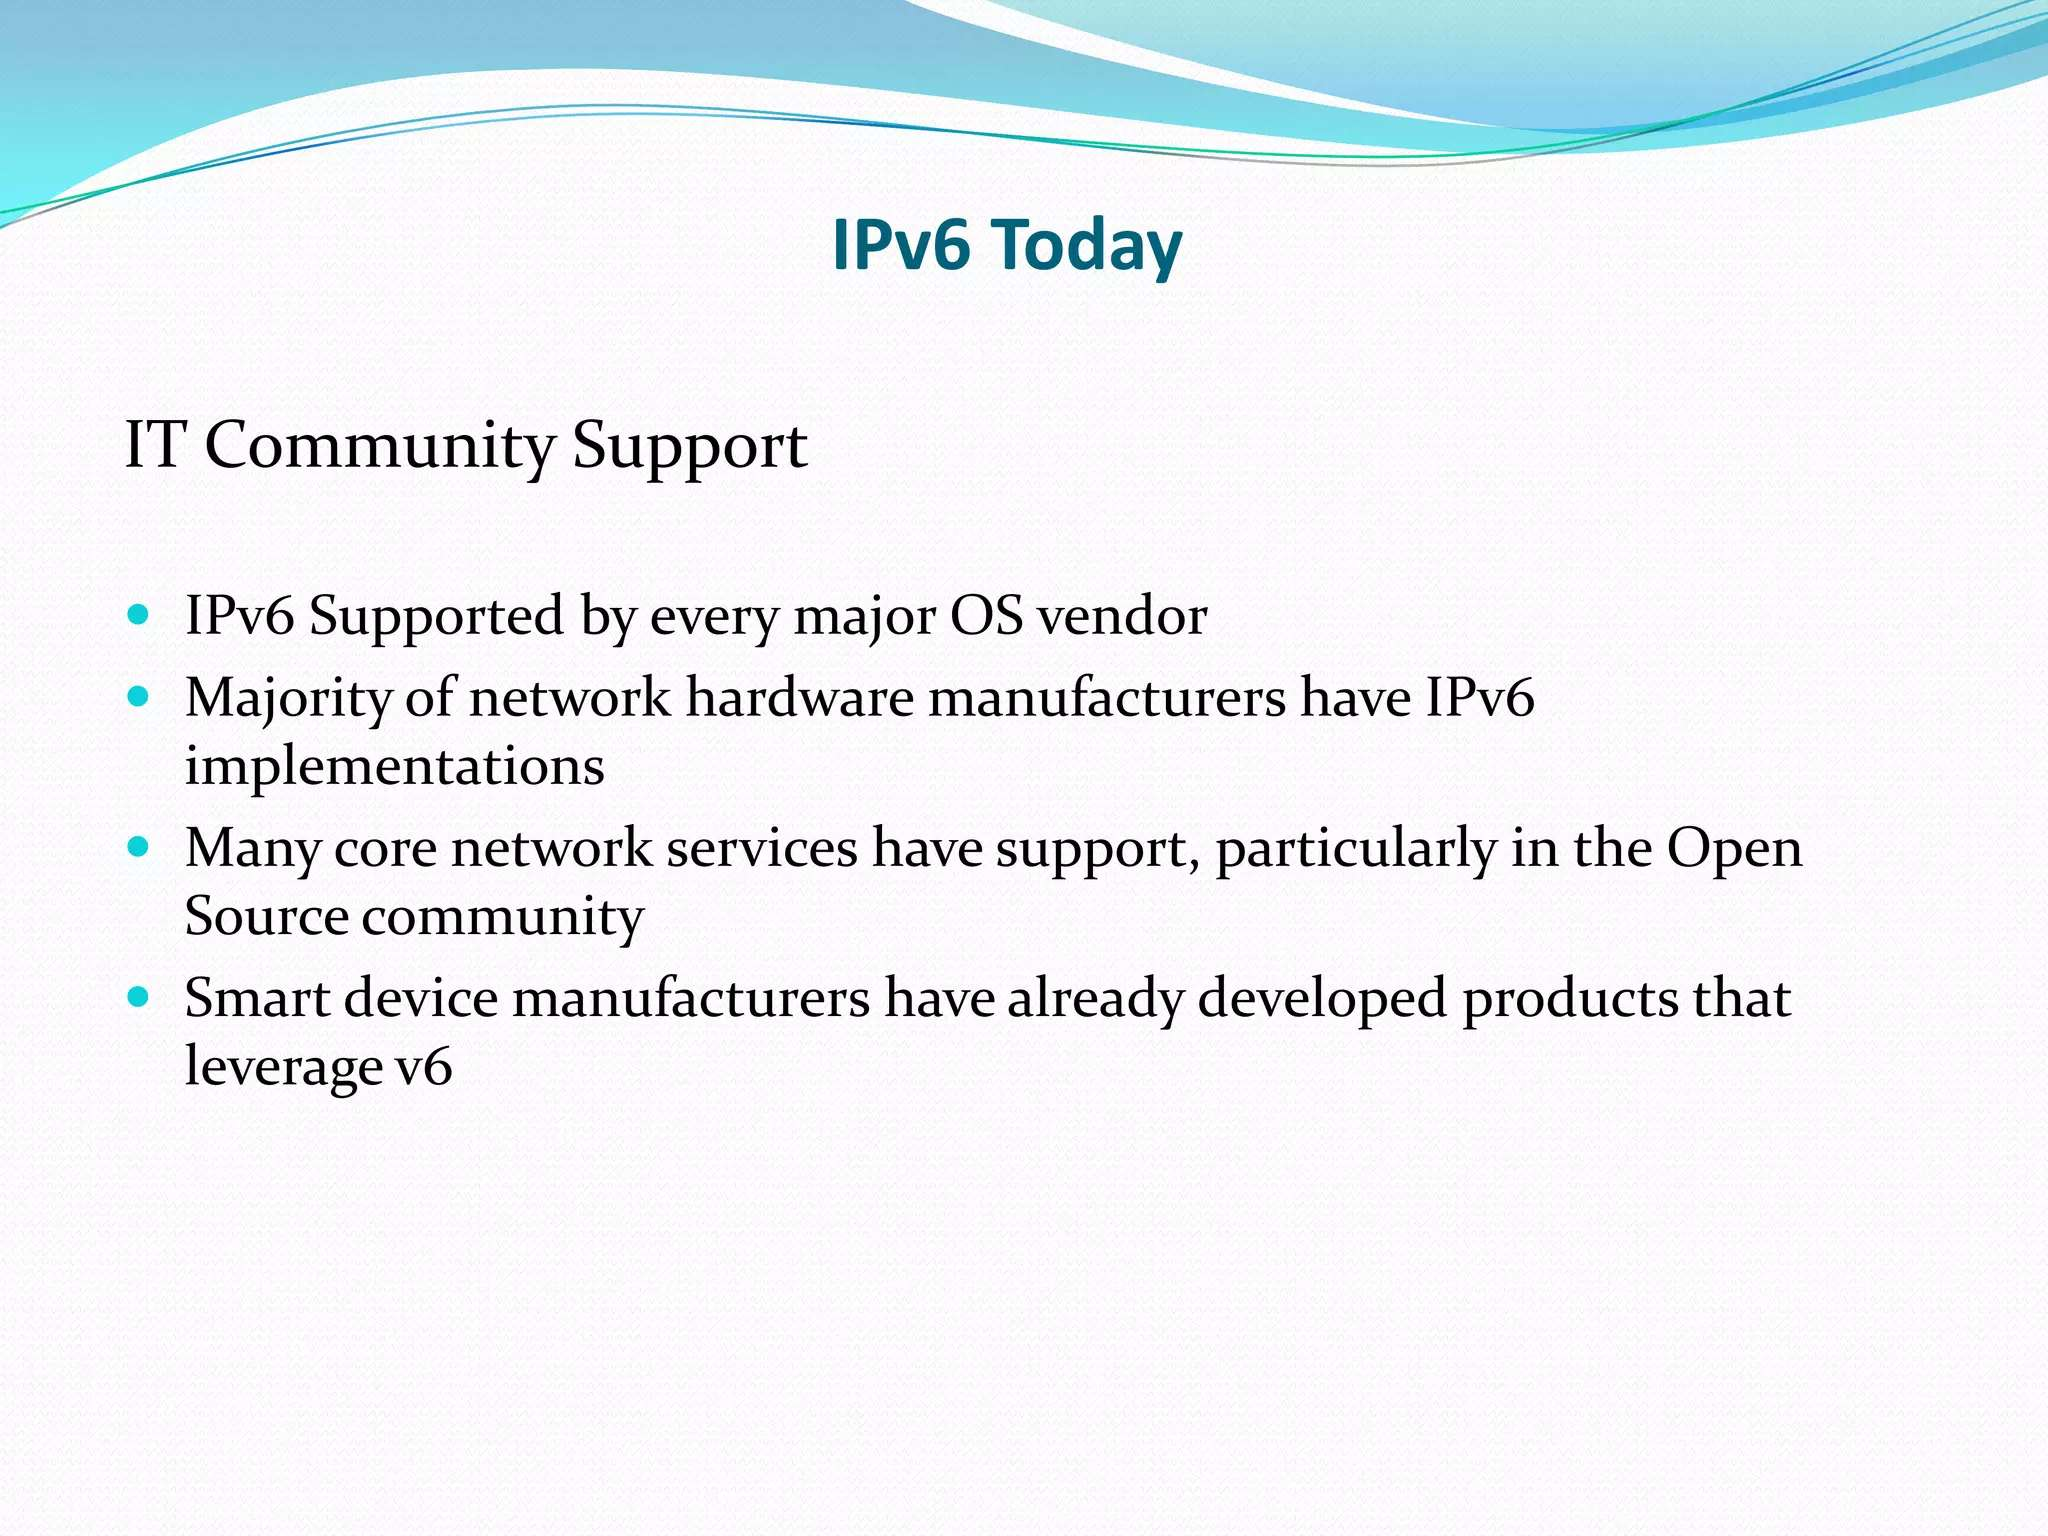 IPv6 Today
IT Community Support
• IPv6 Supported by every major OS vendor
• Majority of network hardware manufacturers have IPv6
implementations
• Many core network services have support, particularly in the Open
Source community
• Smart device manufacturers have already developed products that
leverage v6